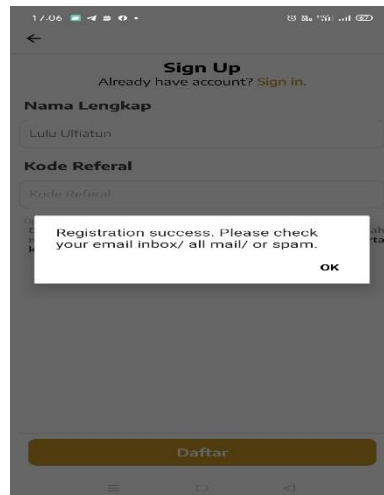 17.06
Sign Up
Already have account? Sign in.
Nama Lengkap
Lulu Ulfiatun
Kode Referal
Kode Referal
Registration success. Please check
your email inbox/ all mail/ or spam.
OK
Daftar